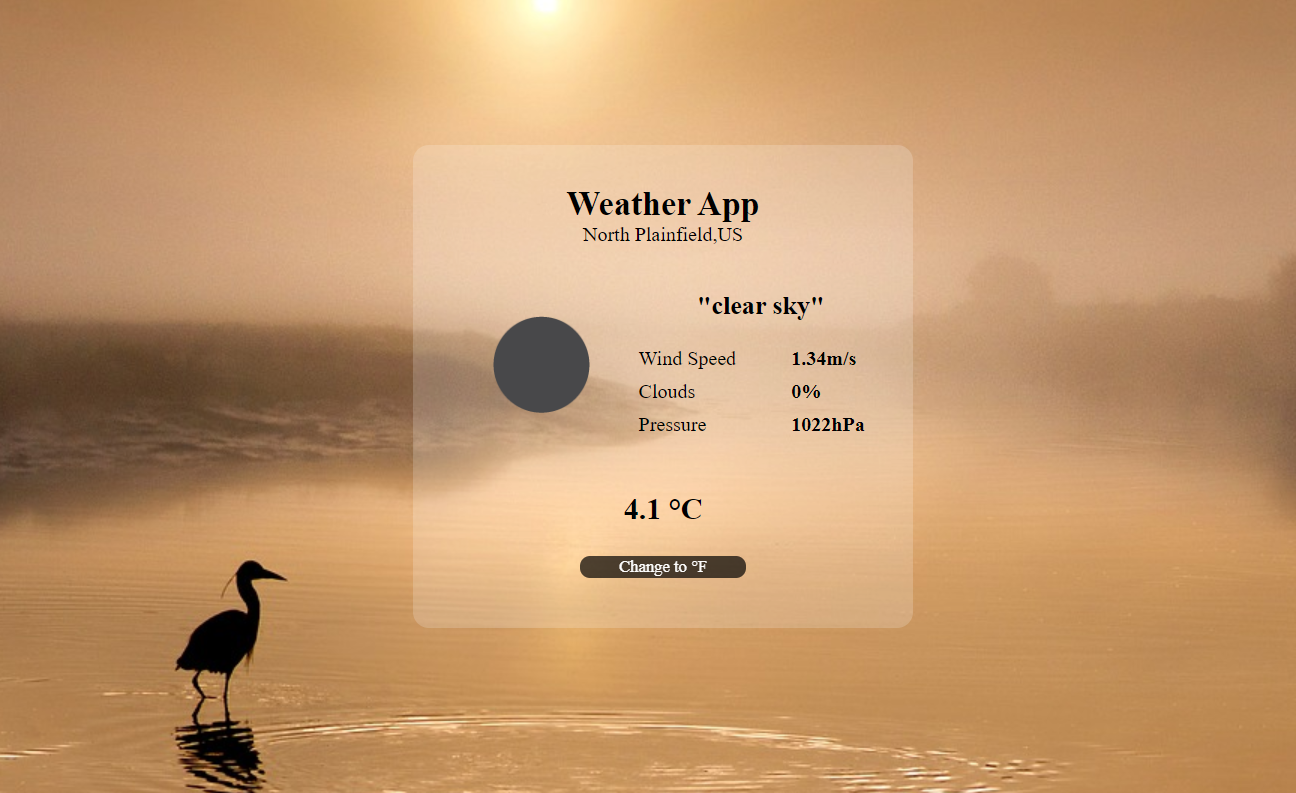 Weather App
North Plainfield,US
"clear sky"
Wind Speed 1.34m/s
Clouds 0%
Pressure 1022hPa
4.1 °C
Change to °F